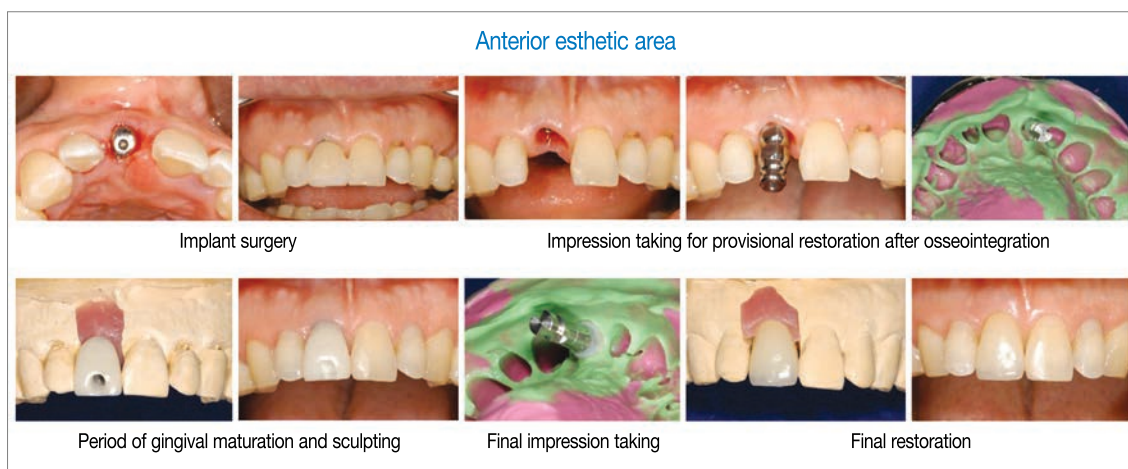 Anterior esthetic area
Implant surgery
Impression taking for provisional restoration after osseointegration
Period of gingival maturation and sculpting
Final impression taking
Final restoration